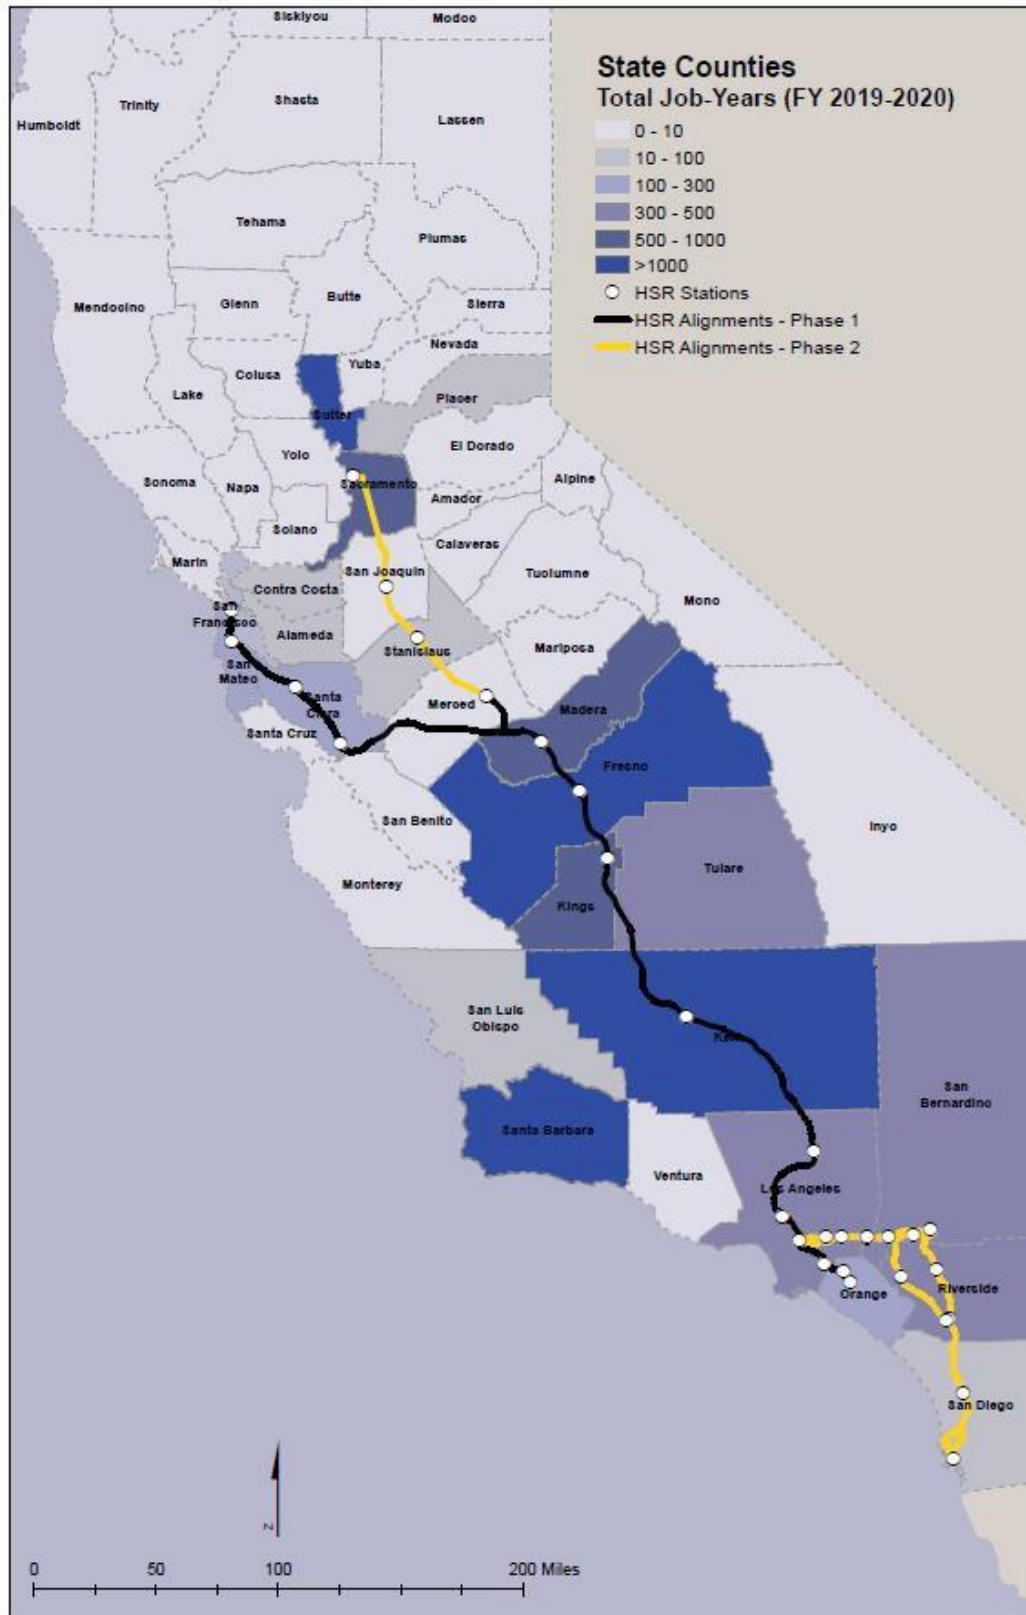 Siskiyou
Modoc
State Counties
Total Job-Years (FY 2019-2020)
0 - 10
10 - 100
100 - 300
300 - 500
500 - 1000
>1000
HSR Stations
HSR Alignments - Phase 1
HSR Alignments - Phase 2
Humboldt
Trinity
Shasta
Lassen
Tehama
Plumas
Mendocino
Glenn
Butte
Sierra
Nevada
Yuba
Colusa
Lake
Sutter
Placer
El Dorado
Yolo
Sonoma
Napa
Sacramento
Alpine
Amador
Solano
Calaveras
Marin
San Joaquin
Tuolumne
Contra Costa
Mono
San
Francisco
Alameda
Stanislaus
Mariposa
San
Mateo
Santa
Clara
Merced
Madera
Santa Cruz
Fresno
San Benito
Inyo
Monterey
Tulare
Kings
San Luis
Obispo
Kern
San
Bernardino
Santa Barbara
Ventura
Los Angeles
Orange
Riverside
San Diego
N
0 50 100 200 Miles